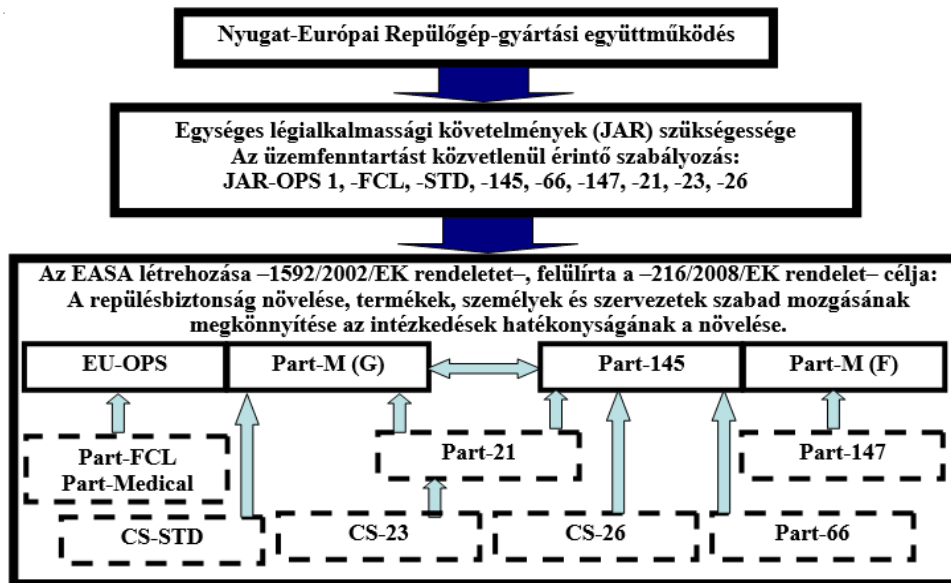 Nyugat-Európai Repülőgép-gyártási együttműködés
Egységes légialkalmassági követelmények (JAR) szükségessége
Az üzemfenntartást közvetlenül érintő szabályozás:
JAR-OPS 1, -FCL, -STD, -145, -66, -147, -21, -23, -26
Az EASA létrehozása –1592/2002/EK rendeletet–, felülírta a –216/2008/EK rendelet– célja:
A repülésbiztonság növelése, termékek, személyek és szervezetek szabad mozgásának
megkönnyítése az intézkedések hatékonyságának a növelése.
EU-OPS
Part-M (G)
Part-145
Part-M (F)
Part-FCL
Part-Medical
Part-21
Part-147
CS-STD
CS-23
CS-26
Part-66